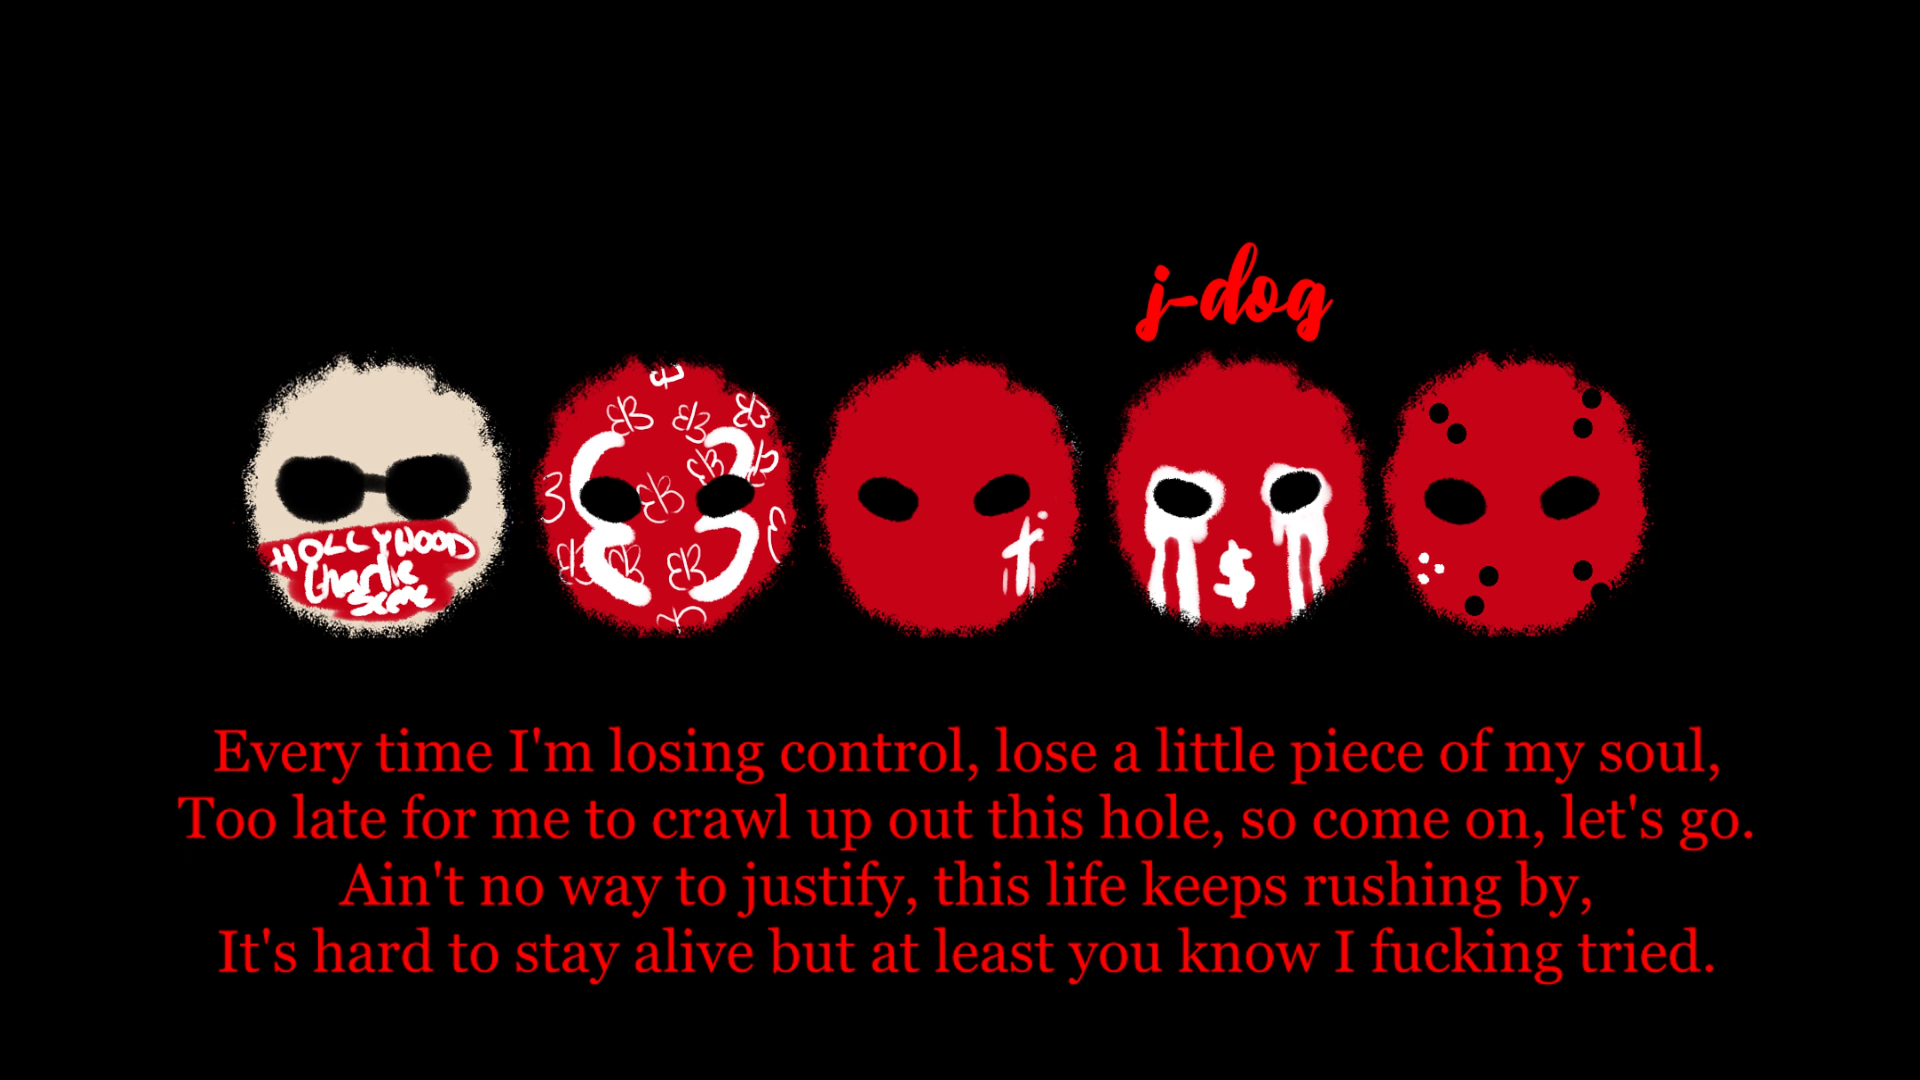 j-dog
HOLLYWOOD
Charlie
Scene
$
Every time I'm losing control, lose a little piece of my soul,
Too late for me to crawl up out this hole, so come on, let's go.
Ain't no way to justify, this life keeps rushing by,
It's hard to stay alive but at least you know I fucking tried.